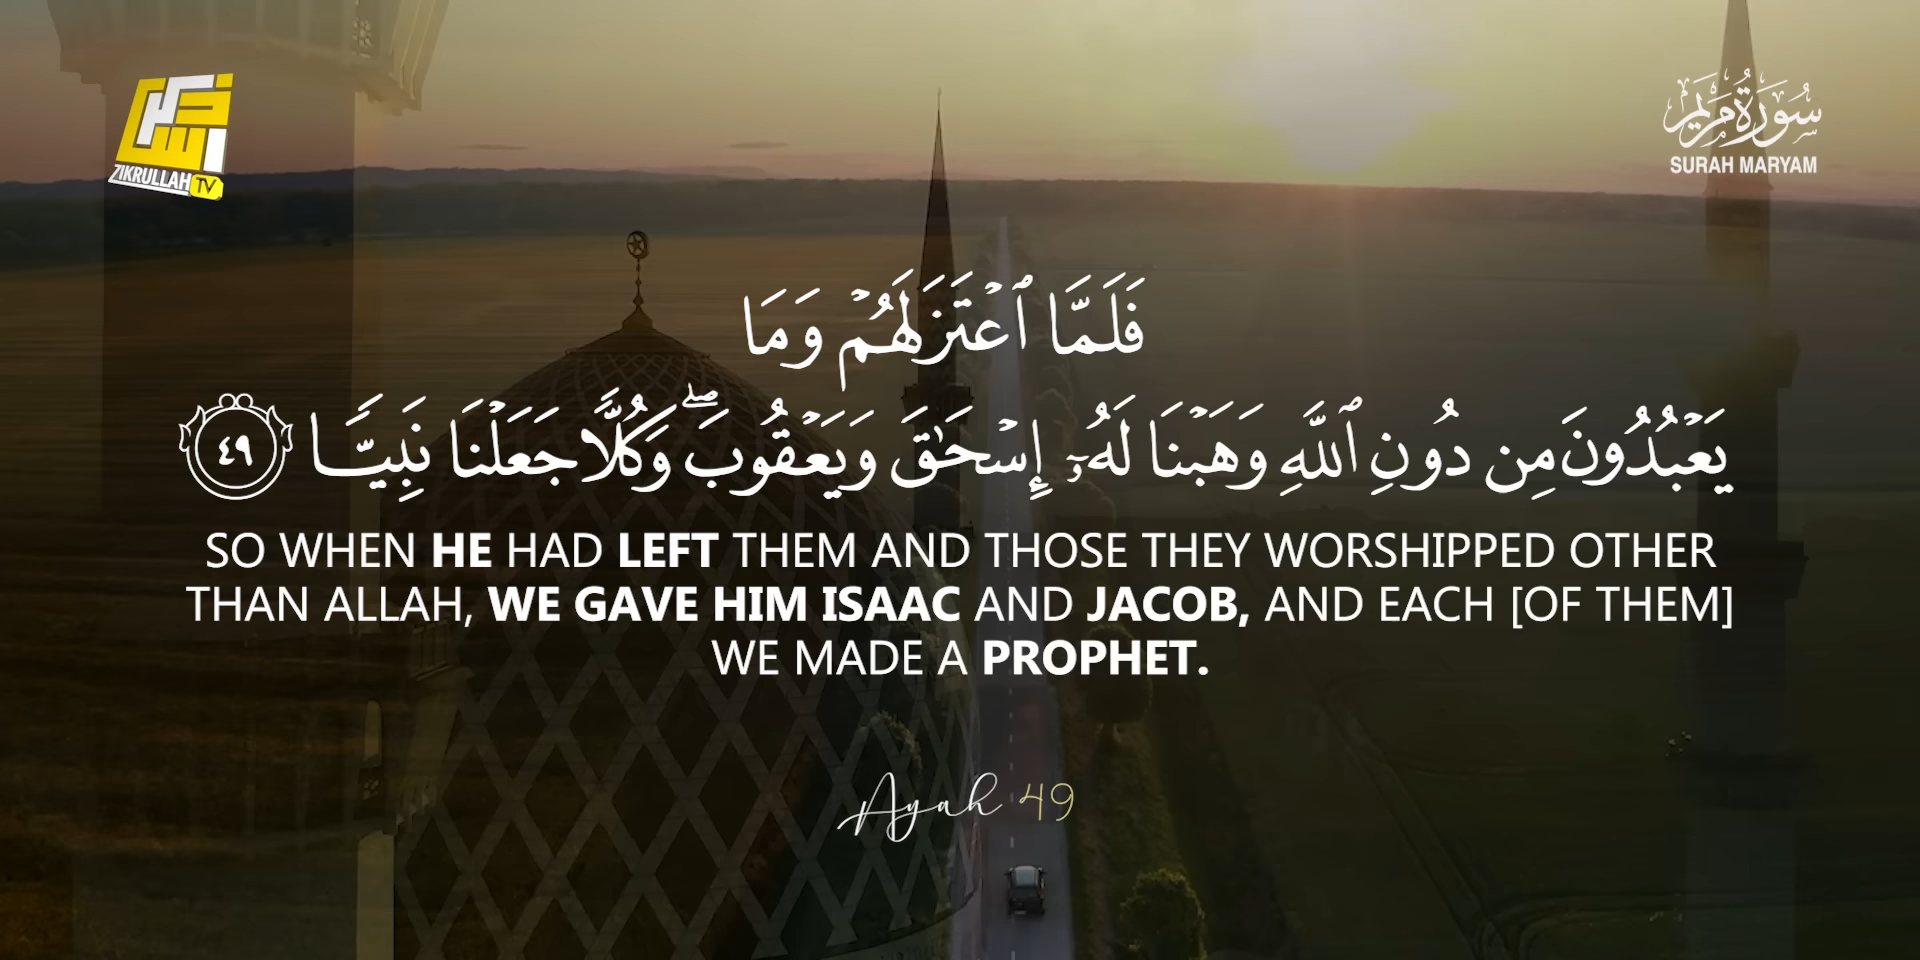 ذكر الله
ZIKRULLAH TV
سُورَةُ مَرْيَم
SURAH MARYAM
فَلَمَّا ٱعۡتَزَلَهُمۡ وَمَا
يَعۡبُدُونَ مِن دُونِ ٱللَّهِ وَهَبۡنَا لَهُۥٓ إِسۡحَٰقَ وَيَعۡقُوبَۖ وَكُلّٗا جَعَلۡنَا نَبِيّٗا ٤٩
SO WHEN HE HAD LEFT THEM AND THOSE THEY WORSHIPPED OTHER
THAN ALLAH, WE GAVE HIM ISAAC AND JACOB, AND EACH [OF THEM]
WE MADE A PROPHET.
Ayah 49